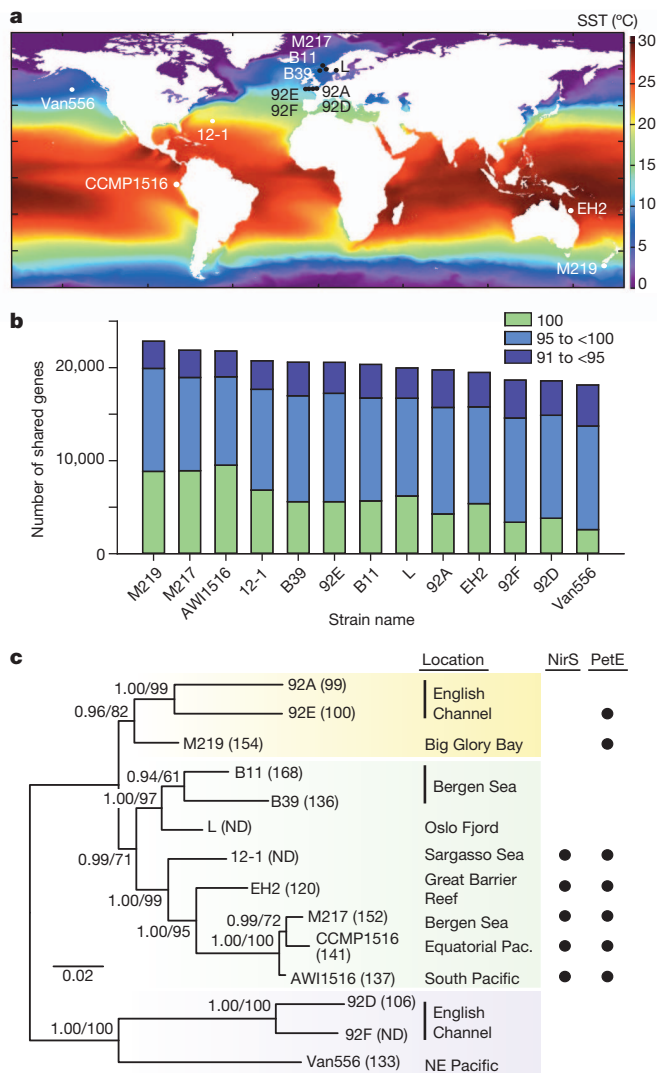 a
SST (°C)
M217
B11
B39
L
Van556
92E
92A
92F
92D
12-1
CCMP1516
EH2
M219
30
25
20
15
10
5
0
b
100
95 to <100
91 to <95
Number of shared genes
20,000
10,000
0
M219
M217
AWI1516
12-1
B39
92E
B11
L
92A
EH2
92F
92D
Van556
Strain name
c
Location
NirS
PetE
1.00/99
92A (99)
English
0.96/82
92E (100)
Channel
M219 (154)
Big Glory Bay
0.94/61
B11 (168)
Bergen Sea
1.00/97
B39 (136)
L (ND)
Oslo Fjord
0.99/71
12-1 (ND)
Sargasso Sea
1.00/99
EH2 (120)
Great Barrier
Reef
1.00/95
0.99/72
M217 (152)
Bergen Sea
1.00/100
CCMP1516
(141)
Equatorial Pac.
0.02
AWI1516 (137)
South Pacific
1.00/100
92D (106)
English
1.00/100
92F (ND)
Channel
Van556 (133)
NE Pacific